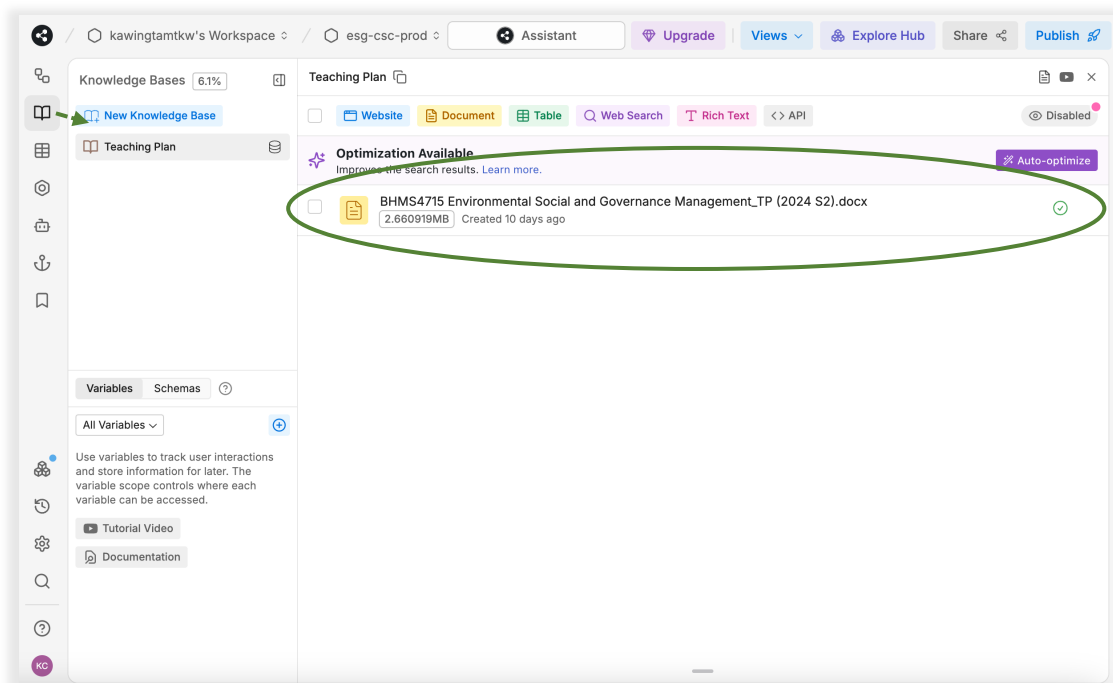 kawingtamtkw's Workspace
esg-csc-prod
Assistant
Upgrade
Views
Explore Hub
Share
Publish
Knowledge Bases 6.1%
New Knowledge Base
Teaching Plan
Teaching Plan
Website
Document
Table
Web Search
Rich Text
<> API
Disabled
Optimization Available
Improves the search results. Learn more.
Auto-optimize
BHMS4715 Environmental Social and Governance Management_TP (2024 S2).docx
2.660919MB Created 10 days ago
Variables
Schemas
All Variables
Use variables to track user interactions
and store information for later. The
variable scope controls where each
variable can be accessed.
Tutorial Video
Documentation
KC